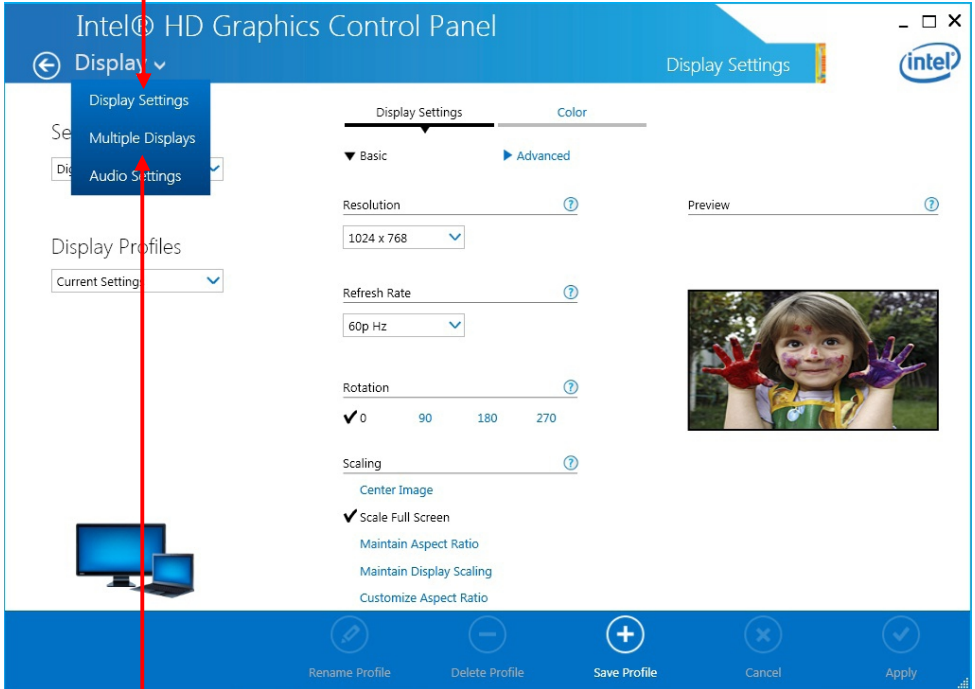 Intel® HD Graphics Control Panel
Display
Display Settings
intel
Display Settings
Multiple Displays
Audio Settings
Se
Dig
Display Profiles
Current Settings
Display Settings
Color
Basic
Advanced
Resolution
1024 x 768
Refresh Rate
60p Hz
Rotation
0 90 180 270
Scaling
Center Image
Scale Full Screen
Maintain Aspect Ratio
Maintain Display Scaling
Customize Aspect Ratio
Preview
Rename Profile
Delete Profile
Save Profile
Cancel
Apply